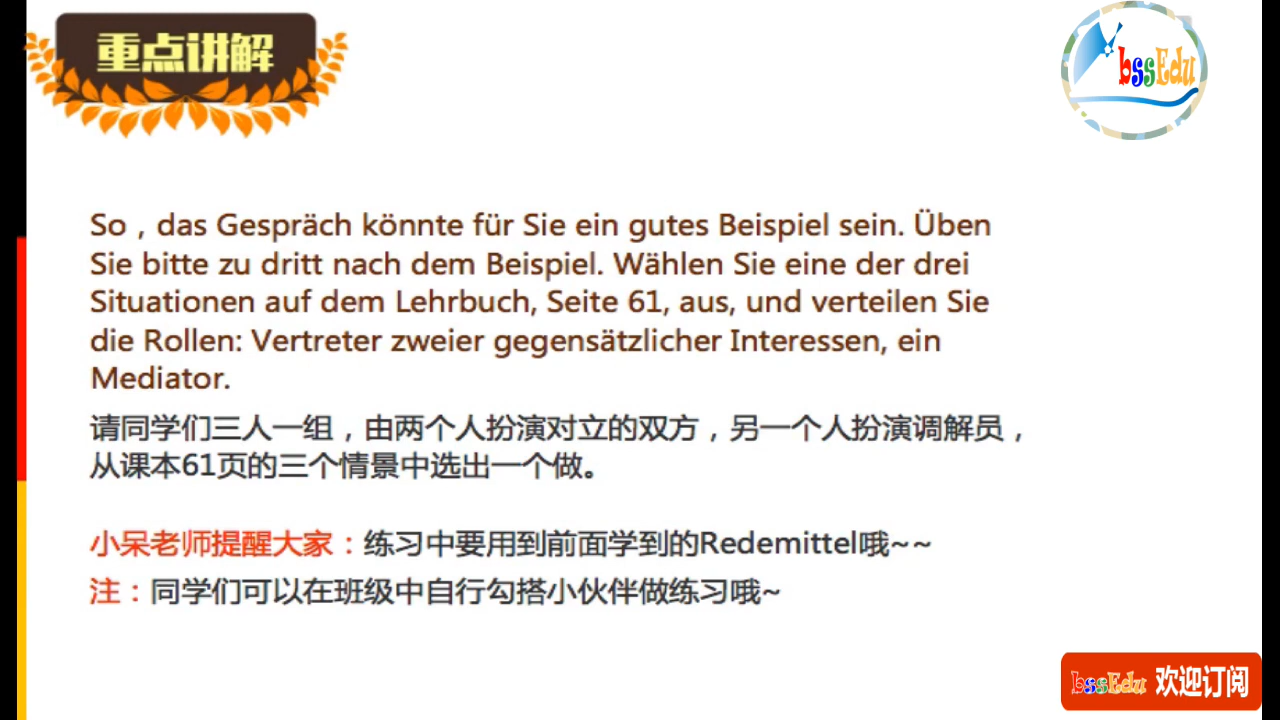 重点讲解
bssEdu
So，das Gespräch könnte für Sie ein gutes Beispiel sein. Üben
Sie bitte zu dritt nach dem Beispiel. Wählen Sie eine der drei
Situationen auf dem Lehrbuch, Seite 61, aus, und verteilen Sie
die Rollen: Vertreter zweier gegensätzlicher Interessen, ein
Mediator.
请同学们三人一组，由两个人扮演对立的双方，另一个人扮演调解员，
从课本61页的三个情景中选出一个做。
小呆老师提醒大家：练习中要用到前面学到的Redemittel哦~~
注：同学们可以在班级中自行勾搭小伙伴做练习哦~
bssEdu 欢迎订阅